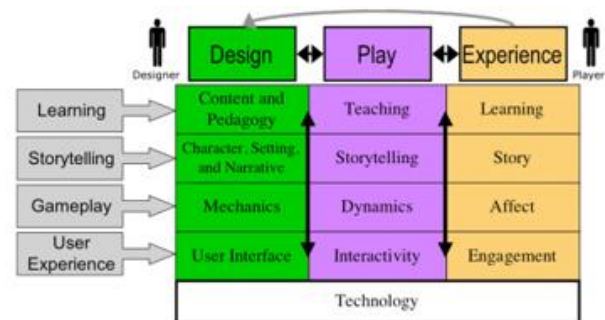 Design Play Experience
Designer Player
Learning
Content and
Pedagogy
Teaching
Learning
Storytelling
Character, Setting,
and Narrative
Storytelling
Story
Gameplay
Mechanics
Dynamics
Affect
User
Experience
User Interface
Interactivity
Engagement
Technology